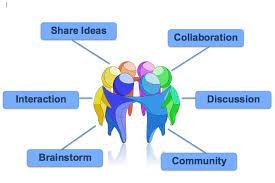 Share Ideas
Collaboration
Interaction
Discussion
Brainstorm
Community